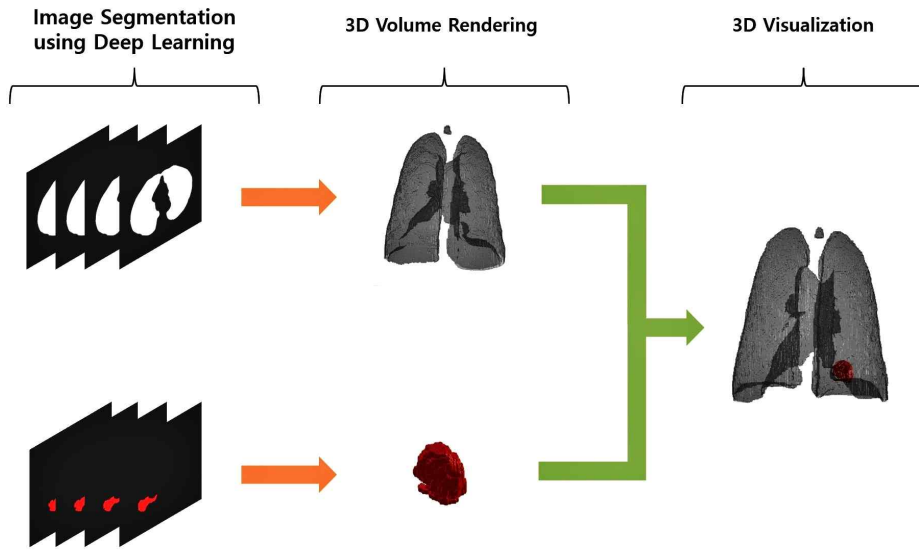 Image Segmentation
using Deep Learning
3D Volume Rendering
3D Visualization